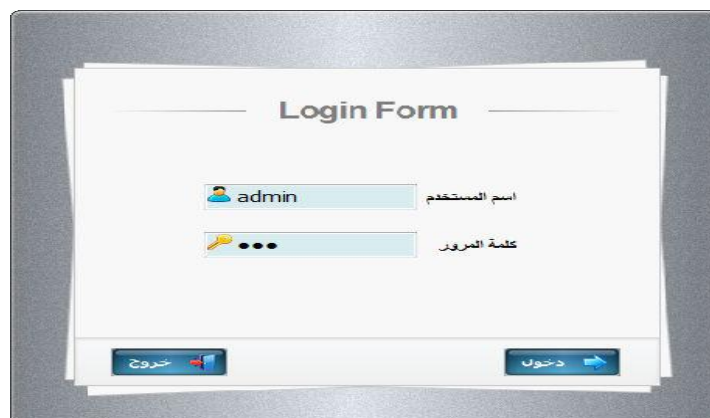 Login Form
اسم المستخدم admin
كلمة المرور •••
دخول خروج